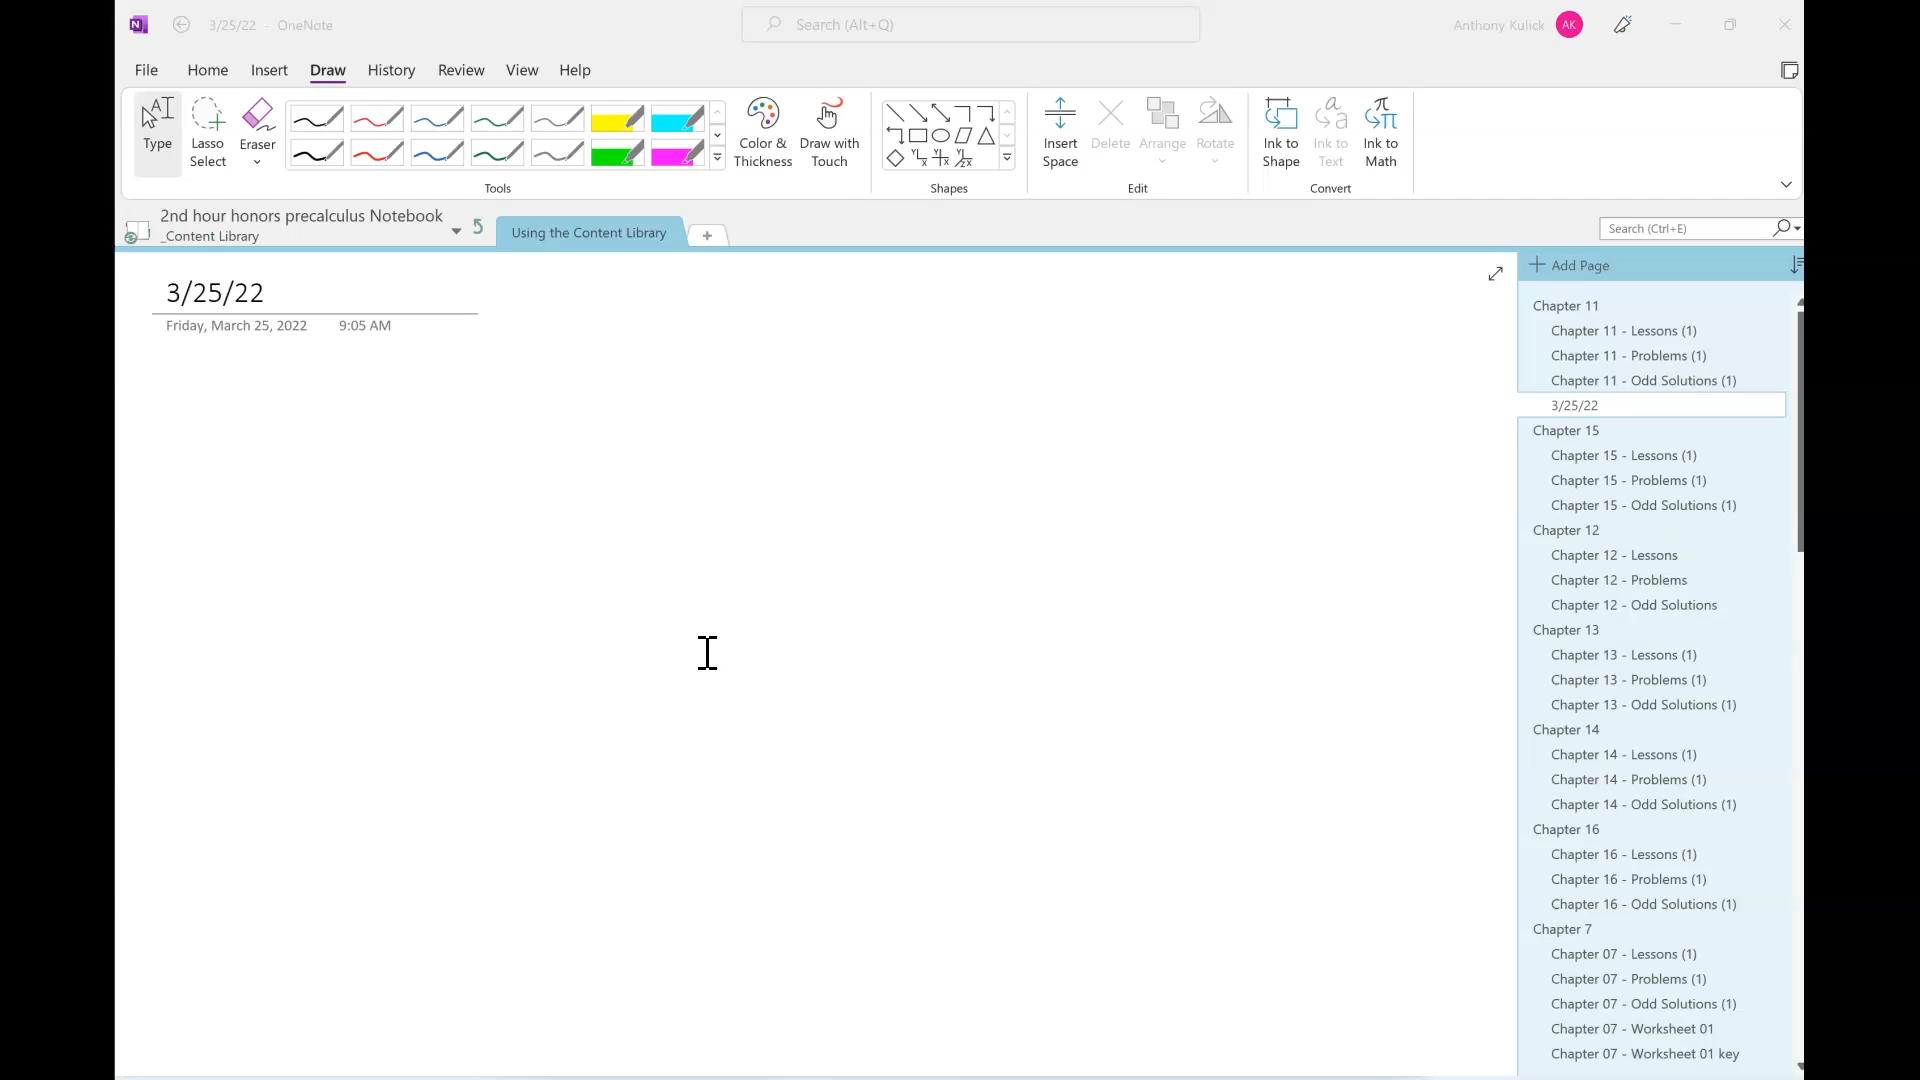 3/25/22 - OneNote
Search (Alt+Q)
Anthony Kulick AK
File Home Insert Draw History Review View Help
Type
Lasso Select
Eraser
Color & Thickness
Draw with Touch
Insert Space
Delete
Arrange
Rotate
Ink to Shape
Ink to Text
Ink to Math
Tools Shapes Edit Convert
2nd hour honors precalculus Notebook
_Content Library
Using the Content Library
Search (Ctrl+E)
Add Page
3/25/22
Friday, March 25, 2022 9:05 AM
Chapter 11
Chapter 11 - Lessons (1)
Chapter 11 - Problems (1)
Chapter 11 - Odd Solutions (1)
3/25/22
Chapter 15
Chapter 15 - Lessons (1)
Chapter 15 - Problems (1)
Chapter 15 - Odd Solutions (1)
Chapter 12
Chapter 12 - Lessons
Chapter 12 - Problems
Chapter 12 - Odd Solutions
Chapter 13
Chapter 13 - Lessons (1)
Chapter 13 - Problems (1)
Chapter 13 - Odd Solutions (1)
Chapter 14
Chapter 14 - Lessons (1)
Chapter 14 - Problems (1)
Chapter 14 - Odd Solutions (1)
Chapter 16
Chapter 16 - Lessons (1)
Chapter 16 - Problems (1)
Chapter 16 - Odd Solutions (1)
Chapter 7
Chapter 07 - Lessons (1)
Chapter 07 - Problems (1)
Chapter 07 - Odd Solutions (1)
Chapter 07 - Worksheet 01
Chapter 07 - Worksheet 01 key